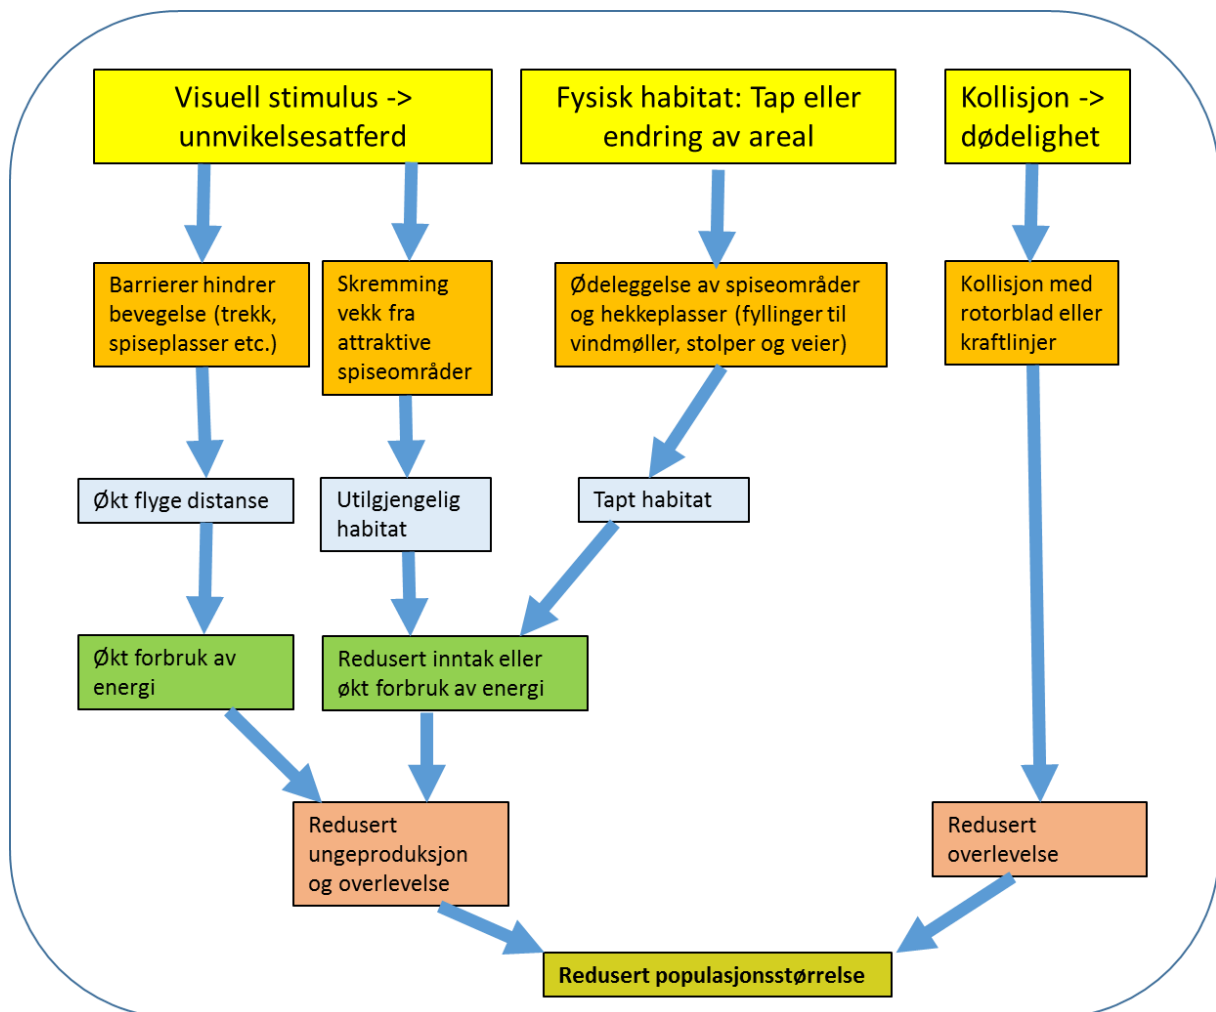 Visuell stimulus ->
unnvikelsesatferd
Fysisk habitat: Tap eller
endring av areal
Kollisjon ->
dødelighet
Barrierer hindrer
bevegelse (trekk,
spiseplasser etc.)
Skremming
vekk fra
attraktive
spiseområder
Ødeleggelse av spiseområder
og hekkeplasser (fyllinger til
vindmøller, stolper og veier)
Kollisjon med
rotorblad eller
kraftlinjer
Økt flyge distanse
Utilgjengelig
habitat
Tapt habitat
Økt forbruk av
energi
Redusert inntak eller
økt forbruk av energi
Redusert
ungeproduksjon
og overlevelse
Redusert
overlevelse
Redusert populasjonsstørrelse